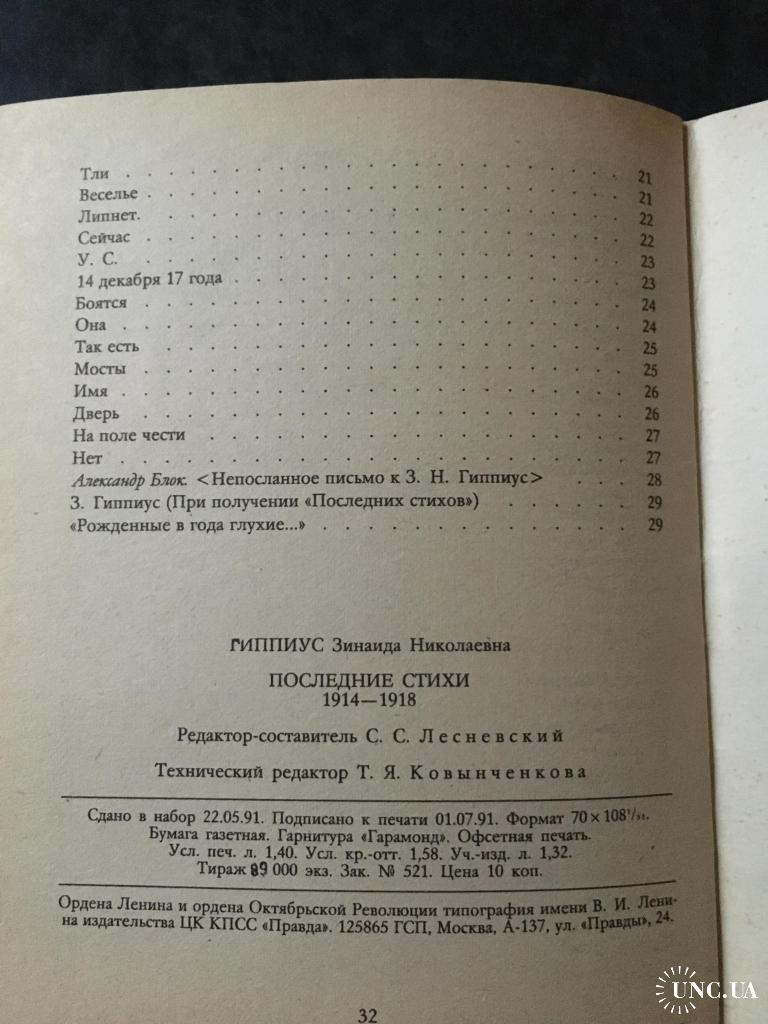 Тли . . . . . . . . . . . . . . . . . . . . 21
Веселье . . . . . . . . . . . . . . . . . . . 21
Липнет. . . . . . . . . . . . . . . . . . . . 22
Сейчас . . . . . . . . . . . . . . . . . . . 22
У. С. . . . . . . . . . . . . . . . . . . . 23
14 декабря 17 года . . . . . . . . . . . . . . . 23
Боятся . . . . . . . . . . . . . . . . . . . 24
Она . . . . . . . . . . . . . . . . . . . . 24
Так есть . . . . . . . . . . . . . . . . . . 25
Мосты . . . . . . . . . . . . . . . . . . . 25
Имя . . . . . . . . . . . . . . . . . . . . 26
Дверь . . . . . . . . . . . . . . . . . . . 26
На поле чести . . . . . . . . . . . . . . . . 27
Нет . . . . . . . . . . . . . . . . . . . . 27
Александр Блок. <Непосланное письмо к З. Н. Гиппиус> . . . 28
З. Гиппиус (При получении «Последних стихов») . . . . . 29
«Рожденные в года глухие...» . . . . . . . . . . . 29
ГИППИУС Зинаида Николаевна
ПОСЛЕДНИЕ СТИХИ
1914—1918
Редактор-составитель С. С. Лесневский
Технический редактор Т. Я. Ковынченкова
Сдано в набор 22.05.91. Подписано к печати 01.07.91. Формат 70×108¹/₃₂.
Бумага газетная. Гарнитура «Гарамонд». Офсетная печать.
Усл. печ. л. 1,40. Усл. кр.-отт. 1,58. Уч.-изд. л. 1,32.
Тираж 89 000 экз. Зак. № 521. Цена 10 коп.
Ордена Ленина и ордена Октябрьской Революции типография имени В. И. Лени-
на издательства ЦК КПСС «Правда». 125865 ГСП, Москва, А-137, ул. «Правды», 24.
32
UNC.UA